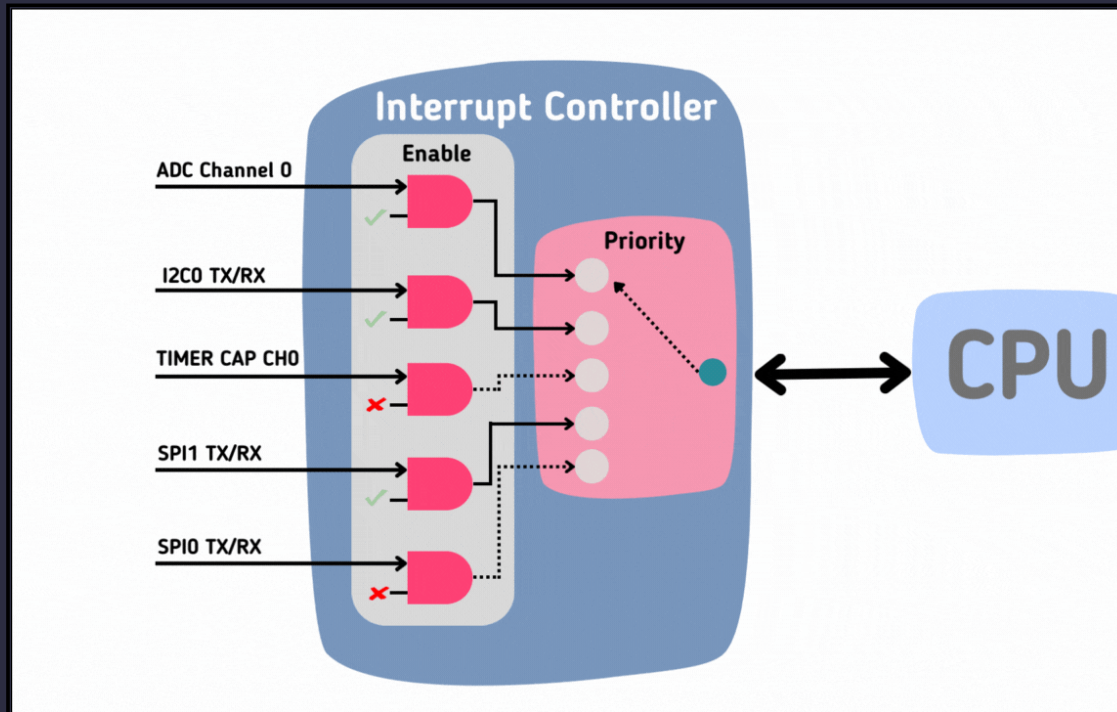 Interrupt Controller
Enable
ADC Channel 0
I2C0 TX/RX
TIMER CAP CH0
SPI1 TX/RX
SPI0 TX/RX
Priority
CPU